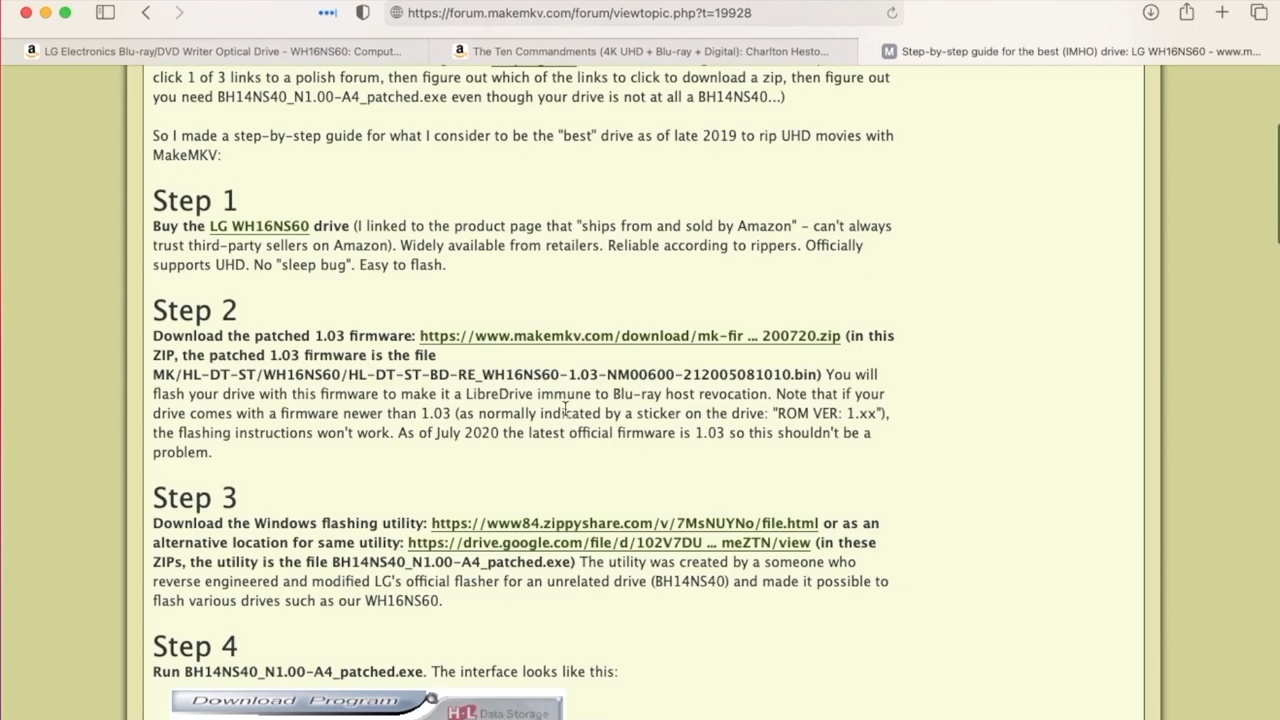 https://forum.makemkv.com/forum/viewtopic.php?t=19928
LG Electronics Blu-ray/DVD Writer Optical Drive - WH16NS60: Comput...
The Ten Commandments (4K UHD + Blu-ray + Digital): Charlton Hesto...
Step-by-step guide for the best (IMHO) drive: LG WH16NS60 - www.m...
click 1 of 3 links to a polish forum, then figure out which of the links to click to download a zip, then figure out
you need BH14NS40_N1.00-A4_patched.exe even though your drive is not at all a BH14NS40...)
So I made a step-by-step guide for what I consider to be the "best" drive as of late 2019 to rip UHD movies with
MakeMKV:
Step 1
Buy the LG WH16NS60 drive (I linked to the product page that "ships from and sold by Amazon" - can't always
trust third-party sellers on Amazon). Widely available from retailers. Reliable according to rippers. Officially
supports UHD. No "sleep bug". Easy to flash.
Step 2
Download the patched 1.03 firmware: https://www.makemkv.com/download/mk-fir ... 200720.zip (in this
ZIP, the patched 1.03 firmware is the file
MK/HL-DT-ST/WH16NS60/HL-DT-ST-BD-RE_WH16NS60-1.03-NM00600-212005081010.bin) You will
flash your drive with this firmware to make it a LibreDrive immune to Blu-ray host revocation. Note that if your
drive comes with a firmware newer than 1.03 (as normally indicated by a sticker on the drive: "ROM VER: 1.xx"),
the flashing instructions won't work. As of July 2020 the latest official firmware is 1.03 so this shouldn't be a
problem.
Step 3
Download the Windows flashing utility: https://www84.zippyshare.com/v/7MsNUYNo/file.html or as an
alternative location for same utility: https://drive.google.com/file/d/102V7DU ... meZTN/view (in these
ZIPs, the utility is the file BH14NS40_N1.00-A4_patched.exe) The utility was created by a someone who
reverse engineered and modified LG's official flasher for an unrelated drive (BH14NS40) and made it possible to
flash various drives such as our WH16NS60.
Step 4
Run BH14NS40_N1.00-A4_patched.exe. The interface looks like this:
Download Program
H·L Data Storage